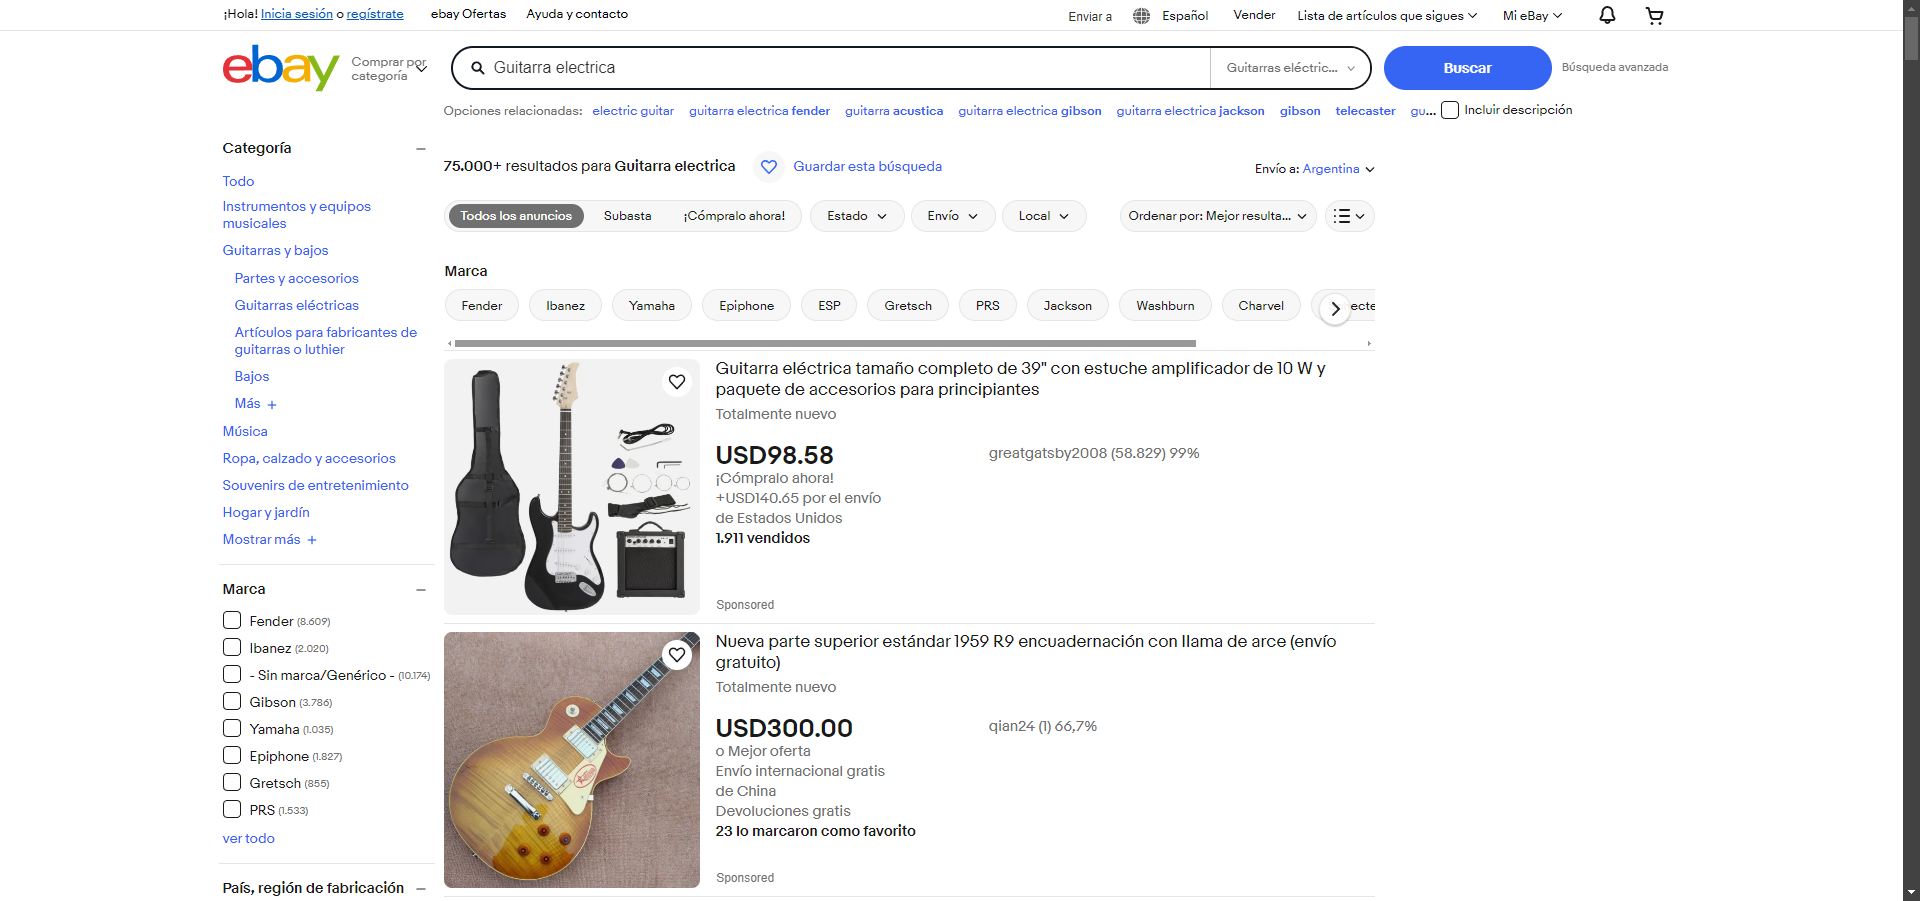 ¡Hola! Inicia sesión o regístrate
ebay Ofertas
Ayuda y contacto
Enviar a
Español
Vender
Lista de artículos que sigues
Mi eBay
ebay
Comprar por
categoría
Guitarra electrica
Guitarras eléctric...
Buscar
Búsqueda avanzada
Opciones relacionadas: electric guitar guitarra electrica fender guitarra acustica guitarra electrica gibson guitarra electrica jackson gibson telecaster gu...
Incluir descripción
Categoría
Todo
Instrumentos y equipos
musicales
Guitarras y bajos
Partes y accesorios
Guitarras eléctricas
Artículos para fabricantes de
guitarras o luthier
Bajos
Más +
Música
Ropa, calzado y accesorios
Souvenirs de entretenimiento
Hogar y jardín
Mostrar más +
Marca
Fender (8.609)
Ibanez (2.020)
- Sin marca/Genérico - (10.174)
Gibson (3.786)
Yamaha (1.035)
Epiphone (1.827)
Gretsch (855)
PRS (1.533)
ver todo
País, región de fabricación
75.000+ resultados para Guitarra electrica
Guardar esta búsqueda
Envío a: Argentina
Todos los anuncios
Subasta
¡Cómpralo ahora!
Estado
Envío
Local
Ordenar por: Mejor resulta...
Marca
Fender
Ibanez
Yamaha
Epiphone
ESP
Gretsch
PRS
Jackson
Washburn
Charvel
ecte
Guitarra eléctrica tamaño completo de 39" con estuche amplificador de 10 W y
paquete de accesorios para principiantes
Totalmente nuevo
USD98.58
greatgatsby2008 (58.829) 99%
¡Cómpralo ahora!
+USD140.65 por el envío
de Estados Unidos
1.911 vendidos
Sponsored
Nueva parte superior estándar 1959 R9 encuadernación con llama de arce (envío
gratuito)
Totalmente nuevo
USD300.00
qian24 (1) 66,7%
o Mejor oferta
Envío internacional gratis
de China
Devoluciones gratis
23 lo marcaron como favorito
Sponsored